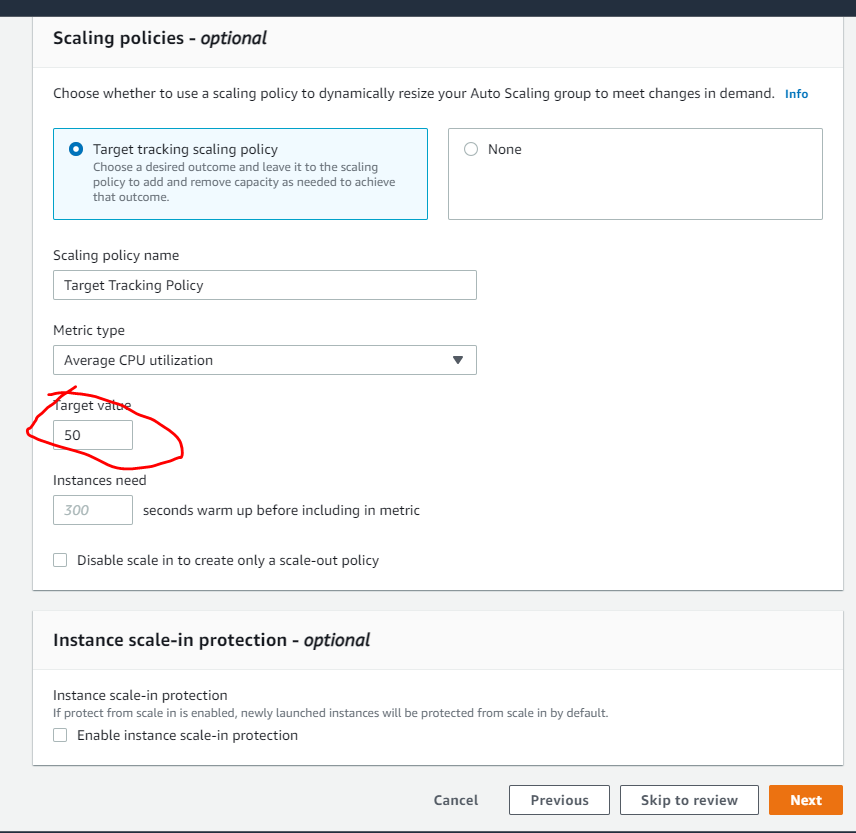 Scaling policies - optional
Choose whether to use a scaling policy to dynamically resize your Auto Scaling group to meet changes in demand. Info
Target tracking scaling policy
Choose a desired outcome and leave it to the scaling
policy to add and remove capacity as needed to achieve
that outcome.
None
Scaling policy name
Target Tracking Policy
Metric type
Average CPU utilization
Target value
50
Instances need
300 seconds warm up before including in metric
Disable scale in to create only a scale-out policy
Instance scale-in protection - optional
Instance scale-in protection
If protect from scale in is enabled, newly launched instances will be protected from scale in by default.
Enable instance scale-in protection
Cancel Previous Skip to review Next